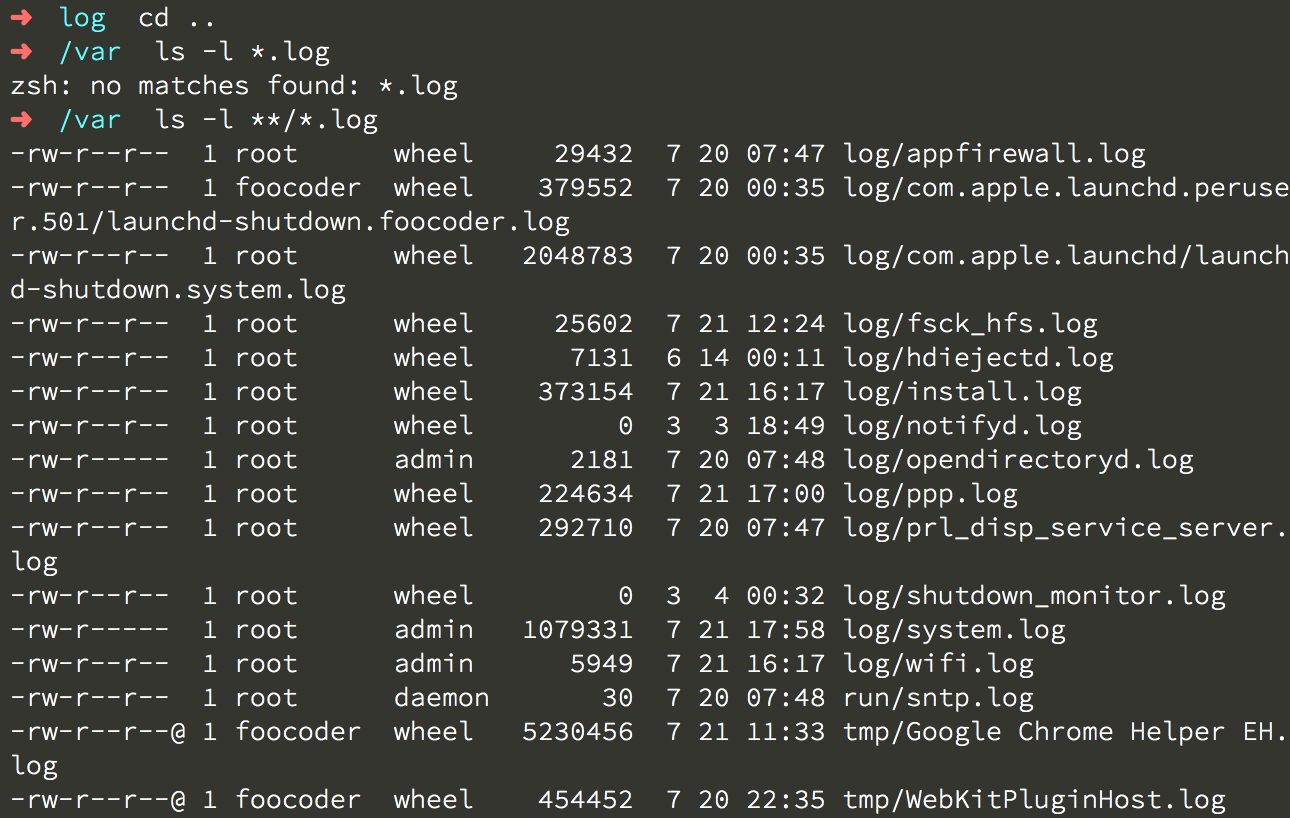 ➜  log  cd ..
➜  /var  ls -l *.log
zsh: no matches found: *.log
➜  /var  ls -l **/*.log
-rw-r--r--  1 root      wheel     29432  7 20 07:47 log/appfirewall.log
-rw-r--r--  1 foocoder  wheel    379552  7 20 00:35 log/com.apple.launchd.peruse
r.501/launchd-shutdown.foocoder.log
-rw-r--r--  1 root      wheel   2048783  7 20 00:35 log/com.apple.launchd/launch
d-shutdown.system.log
-rw-r--r--  1 root      wheel     25602  7 21 12:24 log/fsck_hfs.log
-rw-r--r--  1 root      wheel      7131  6 14 00:11 log/hdiejectd.log
-rw-r--r--  1 root      wheel    373154  7 21 16:17 log/install.log
-rw-r--r--  1 root      wheel         0  3  3 18:49 log/notifyd.log
-rw-r-----  1 root      admin      2181  7 20 07:48 log/opendirectoryd.log
-rw-r--r--  1 root      wheel    224634  7 21 17:00 log/ppp.log
-rw-r--r--  1 root      wheel    292710  7 20 07:47 log/prl_disp_service_server.
log
-rw-r--r--  1 root      wheel         0  3  4 00:32 log/shutdown_monitor.log
-rw-r-----  1 root      admin   1079331  7 21 17:58 log/system.log
-rw-r--r--  1 root      admin      5949  7 21 16:17 log/wifi.log
-rw-r--r--  1 root      daemon       30  7 20 07:48 run/sntp.log
-rw-r--r--@ 1 foocoder  wheel   5230456  7 21 11:33 tmp/Google Chrome Helper EH.
log
-rw-r--r--@ 1 foocoder  wheel    454452  7 20 22:35 tmp/WebKitPluginHost.log